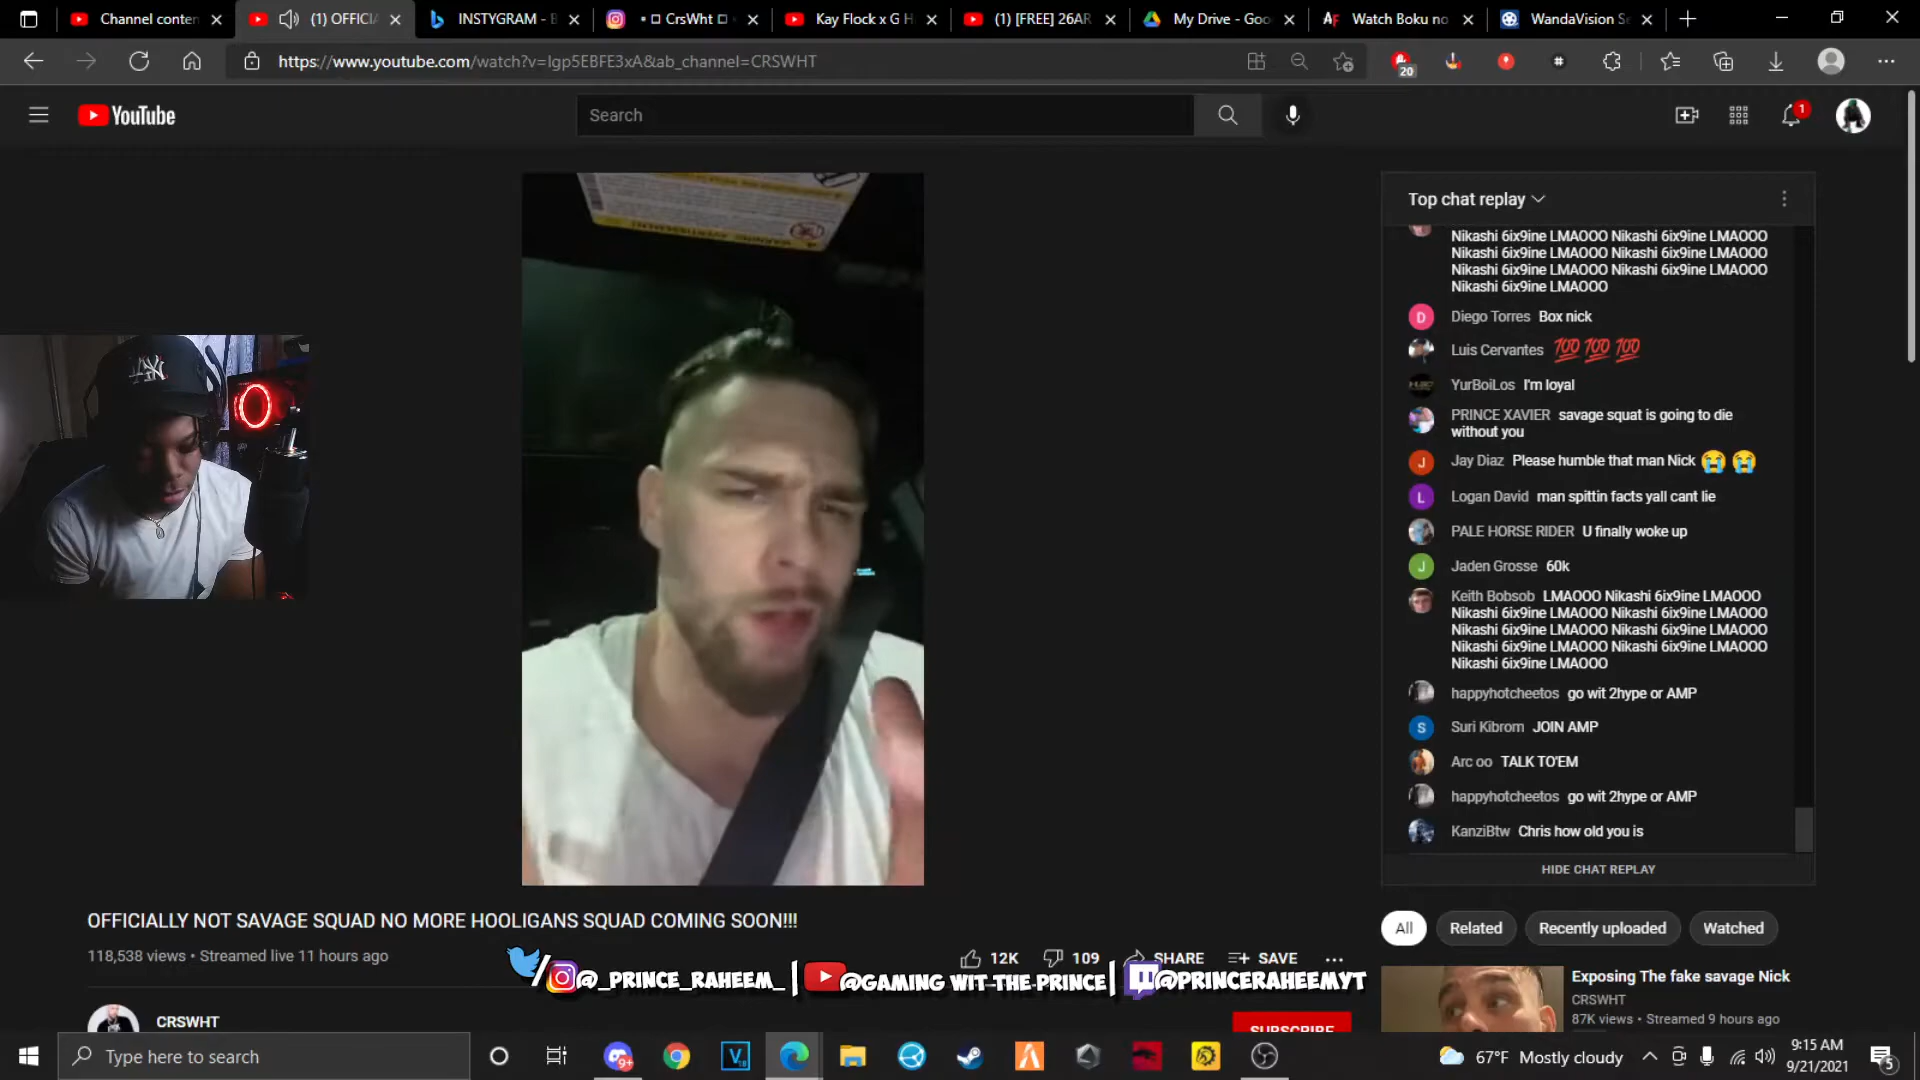 Channel conten
(1) OFFICIA
INSTYGRAM - B
CrsWht
Kay Flock x G H
(1) [FREE] 26AR
My Drive - Goo
Watch Boku no
WandaVision Se
https://www.youtube.com/watch?v=lgp5EBFE3xA&ab_channel=CRSWHT
20
YouTube
Search
1
WARNING
AVERTISSEMENT
Top chat replay
Nikashi 6ix9ine LMAOOO Nikashi 6ix9ine LMAOOO
Nikashi 6ix9ine LMAOOO Nikashi 6ix9ine LMAOOO
Nikashi 6ix9ine LMAOOO Nikashi 6ix9ine LMAOOO
Nikashi 6ix9ine LMAOOO
D Diego Torres Box nick
Luis Cervantes 💯 💯 💯
YurBoiLos I'm loyal
PRINCE XAVIER savage squat is going to die
without you
J Jay Diaz Please humble that man Nick 😭 😭
L Logan David man spittin facts yall cant lie
PALE HORSE RIDER U finally woke up
J Jaden Grosse 60k
Keith Bobsob LMAOOO Nikashi 6ix9ine LMAOOO
Nikashi 6ix9ine LMAOOO Nikashi 6ix9ine LMAOOO
Nikashi 6ix9ine LMAOOO Nikashi 6ix9ine LMAOOO
Nikashi 6ix9ine LMAOOO Nikashi 6ix9ine LMAOOO
Nikashi 6ix9ine LMAOOO
happyhotcheetos go wit 2hype or AMP
S Suri Kibrom JOIN AMP
Arc oo TALK TO'EM
happyhotcheetos go wit 2hype or AMP
KanziBtw Chris how old you is
HIDE CHAT REPLAY
OFFICIALLY NOT SAVAGE SQUAD NO MORE HOOLIGANS SQUAD COMING SOON!!!
118,538 views • Streamed live 11 hours ago
12K 109 SHARE SAVE
/ @_PRINCE_RAHEEM_ | @GAMING WIT THE PRINCE | @PRINCERAHEEMYT
CRSWHT
SUBSCRIBE
All Related Recently uploaded Watched
Exposing The fake savage Nick
CRSWHT
87K views • Streamed 9 hours ago
Type here to search
9+
67°F Mostly cloudy
9:15 AM
9/21/2021
5